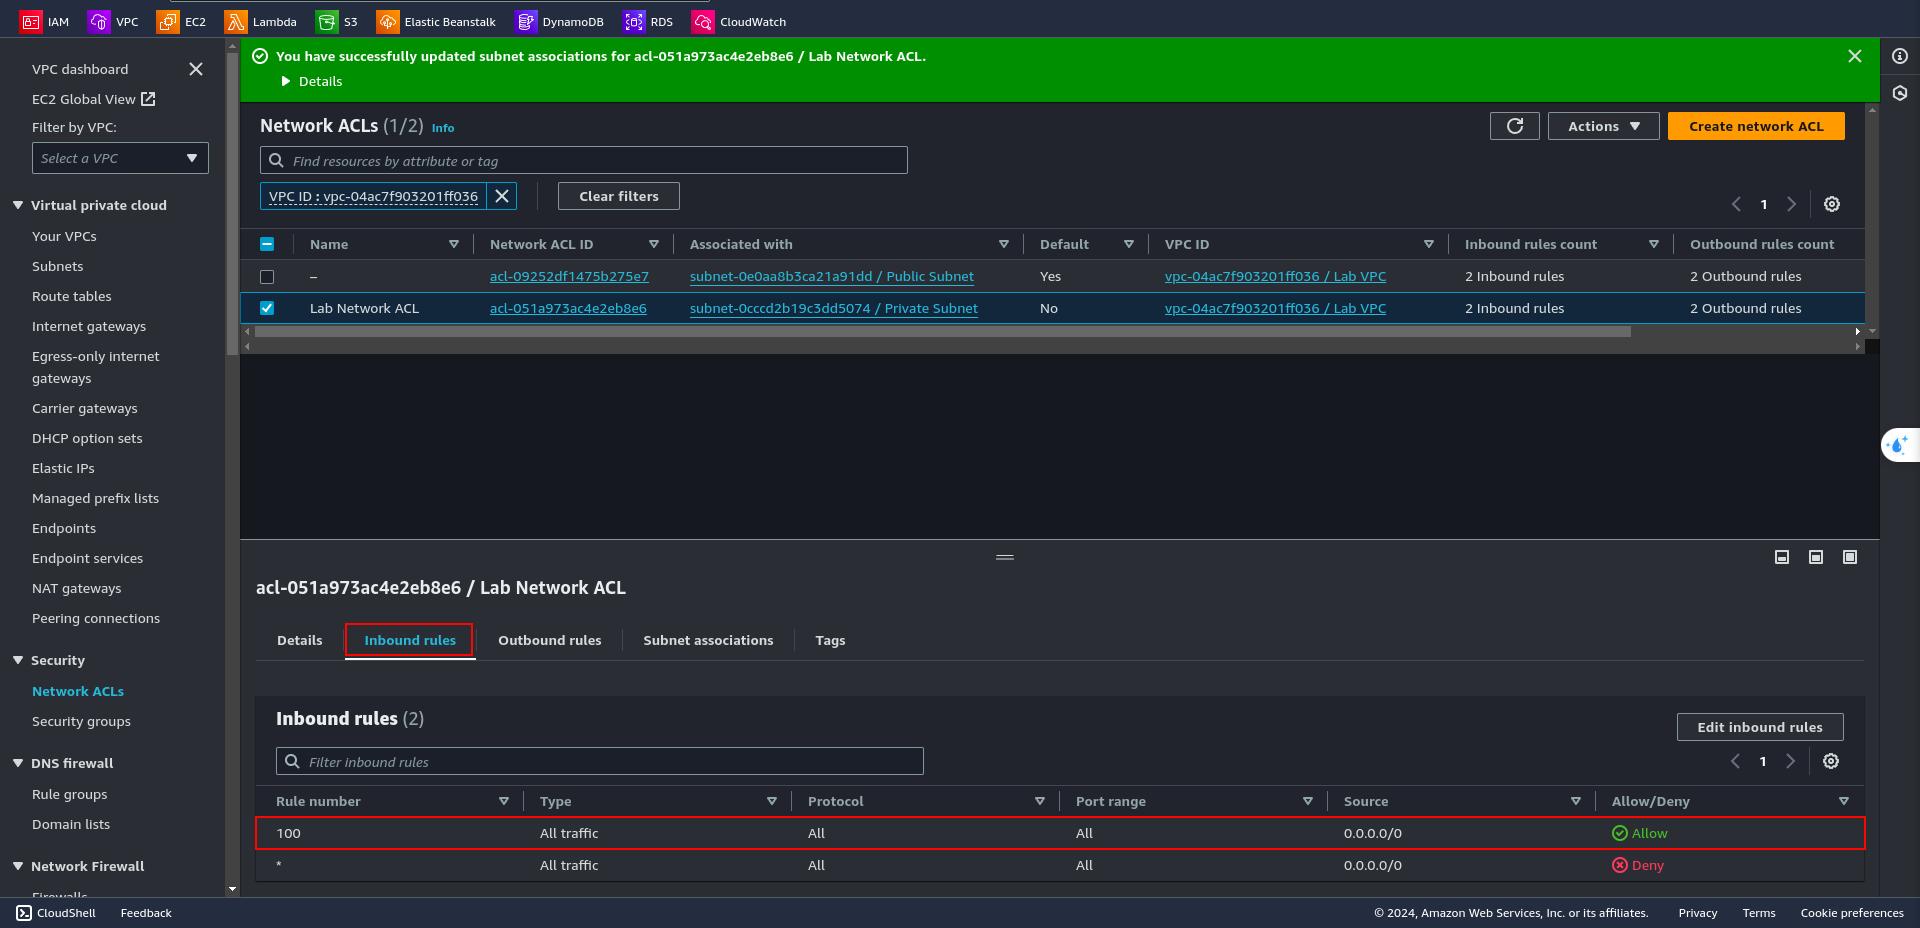 IAM VPC EC2 Lambda S3 Elastic Beanstalk DynamoDB RDS CloudWatch
You have successfully updated subnet associations for acl-051a973ac4e2eb8e6 / Lab Network ACL.
Details
VPC dashboard
EC2 Global View
Filter by VPC:
Select a VPC
Virtual private cloud
Your VPCs
Subnets
Route tables
Internet gateways
Egress-only internet
gateways
Carrier gateways
DHCP option sets
Elastic IPs
Managed prefix lists
Endpoints
Endpoint services
NAT gateways
Peering connections
Security
Network ACLs
Security groups
DNS firewall
Rule groups
Domain lists
Network Firewall
Firewalls
Network ACLs (1/2) Info
Actions
Create network ACL
Find resources by attribute or tag
VPC ID : vpc-04ac7f903201ff036
Clear filters
1
Name Network ACL ID Associated with Default VPC ID Inbound rules count Outbound rules count
– acl-09252df1475b275e7 subnet-0e0aa8b3ca21a91dd / Public Subnet Yes vpc-04ac7f903201ff036 / Lab VPC 2 Inbound rules 2 Outbound rules
Lab Network ACL acl-051a973ac4e2eb8e6 subnet-0cccd2b19c3dd5074 / Private Subnet No vpc-04ac7f903201ff036 / Lab VPC 2 Inbound rules 2 Outbound rules
acl-051a973ac4e2eb8e6 / Lab Network ACL
Details Inbound rules Outbound rules Subnet associations Tags
Inbound rules (2)
Edit inbound rules
Filter inbound rules
1
Rule number Type Protocol Port range Source Allow/Deny
100 All traffic All All 0.0.0.0/0 Allow
* All traffic All All 0.0.0.0/0 Deny
CloudShell Feedback © 2024, Amazon Web Services, Inc. or its affiliates. Privacy Terms Cookie preferences